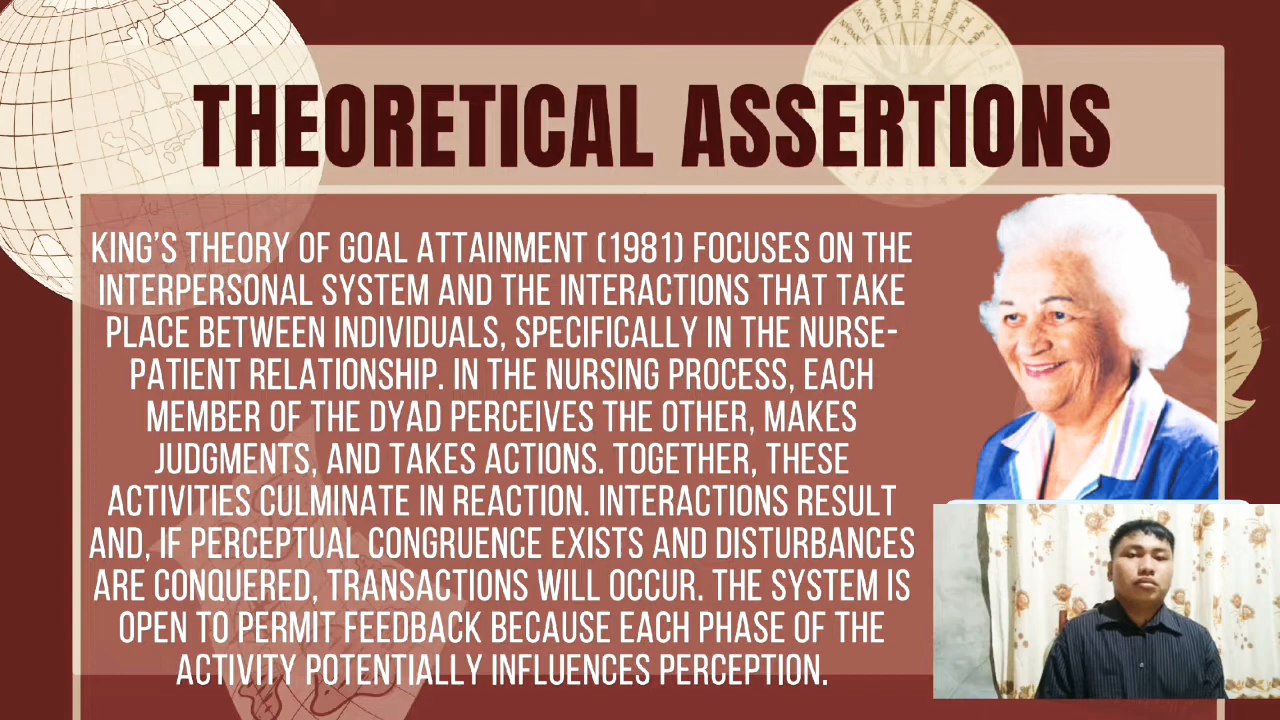 THEORETICAL ASSERTIONS
KING'S THEORY OF GOAL ATTAINMENT (1981) FOCUSES ON THE
INTERPERSONAL SYSTEM AND THE INTERACTIONS THAT TAKE
PLACE BETWEEN INDIVIDUALS, SPECIFICALLY IN THE NURSE-
PATIENT RELATIONSHIP. IN THE NURSING PROCESS, EACH
MEMBER OF THE DYAD PERCEIVES THE OTHER, MAKES
JUDGMENTS, AND TAKES ACTIONS. TOGETHER, THESE
ACTIVITIES CULMINATE IN REACTION. INTERACTIONS RESULT
AND, IF PERCEPTUAL CONGRUENCE EXISTS AND DISTURBANCES
ARE CONQUERED, TRANSACTIONS WILL OCCUR. THE SYSTEM IS
OPEN TO PERMIT FEEDBACK BECAUSE EACH PHASE OF THE
ACTIVITY POTENTIALLY INFLUENCES PERCEPTION.